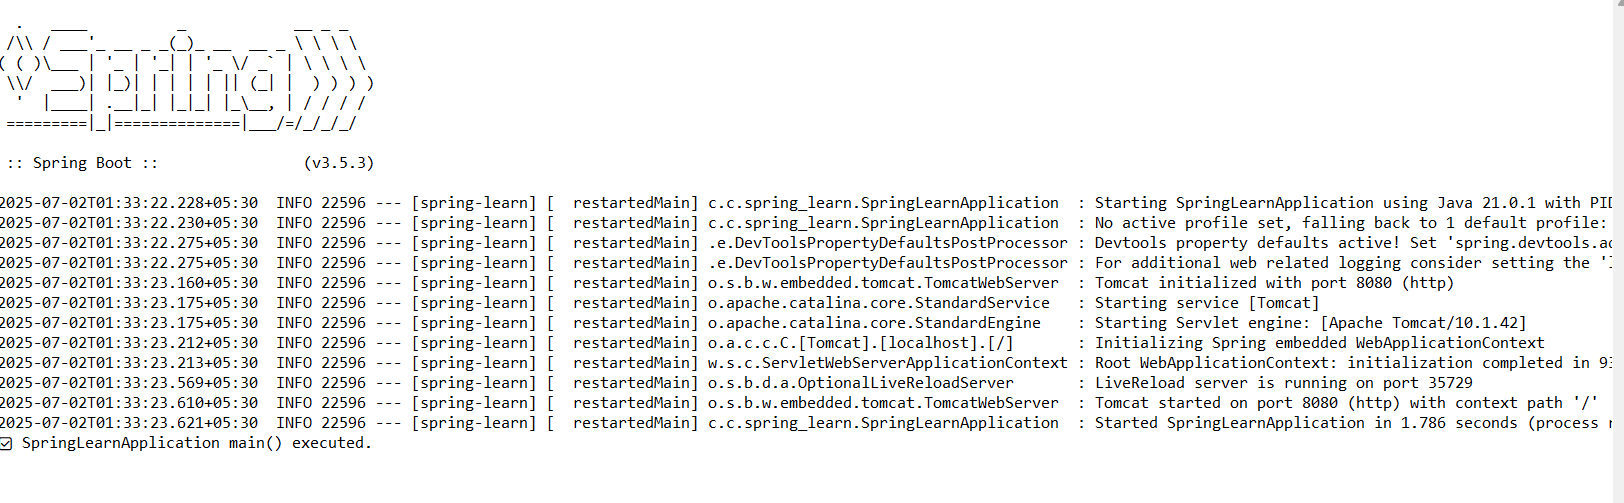 .   ____          _            __ _ _
 /\\ / ___'_ __ _ _(_)_ __  __ _ \ \ \ \
( ( )\___ | '_ | '_| | '_ \/ _` | \ \ \ \
 \\/  ___)| |_)| | | | | || (_| |  ) ) ) )
  '  |____| .__|_| |_|_| |_\__, | / / / /
 =========|_|==============|___/=/_/_/_/
 :: Spring Boot ::                (v3.5.3)
2025-07-02T01:33:22.228+05:30  INFO 22596 --- [spring-learn] [  restartedMain] c.c.spring_learn.SpringLearnApplication  : Starting SpringLearnApplication using Java 21.0.1 with PID
2025-07-02T01:33:22.230+05:30  INFO 22596 --- [spring-learn] [  restartedMain] c.c.spring_learn.SpringLearnApplication  : No active profile set, falling back to 1 default profile:
2025-07-02T01:33:22.275+05:30  INFO 22596 --- [spring-learn] [  restartedMain] .e.DevToolsPropertyDefaultsPostProcessor : Devtools property defaults active! Set 'spring.devtools.ad
2025-07-02T01:33:22.275+05:30  INFO 22596 --- [spring-learn] [  restartedMain] .e.DevToolsPropertyDefaultsPostProcessor : For additional web related logging consider setting the '
2025-07-02T01:33:23.160+05:30  INFO 22596 --- [spring-learn] [  restartedMain] o.s.b.w.embedded.tomcat.TomcatWebServer  : Tomcat initialized with port 8080 (http)
2025-07-02T01:33:23.175+05:30  INFO 22596 --- [spring-learn] [  restartedMain] o.apache.catalina.core.StandardService   : Starting service [Tomcat]
2025-07-02T01:33:23.175+05:30  INFO 22596 --- [spring-learn] [  restartedMain] o.apache.catalina.core.StandardEngine    : Starting Servlet engine: [Apache Tomcat/10.1.42]
2025-07-02T01:33:23.212+05:30  INFO 22596 --- [spring-learn] [  restartedMain] o.a.c.c.C.[Tomcat].[localhost].[/]       : Initializing Spring embedded WebApplicationContext
2025-07-02T01:33:23.213+05:30  INFO 22596 --- [spring-learn] [  restartedMain] w.s.c.ServletWebServerApplicationContext : Root WebApplicationContext: initialization completed in 93
2025-07-02T01:33:23.569+05:30  INFO 22596 --- [spring-learn] [  restartedMain] o.s.b.d.a.OptionalLiveReloadServer       : LiveReload server is running on port 35729
2025-07-02T01:33:23.610+05:30  INFO 22596 --- [spring-learn] [  restartedMain] o.s.b.w.embedded.tomcat.TomcatWebServer  : Tomcat started on port 8080 (http) with context path '/'
2025-07-02T01:33:23.621+05:30  INFO 22596 --- [spring-learn] [  restartedMain] c.c.spring_learn.SpringLearnApplication  : Started SpringLearnApplication in 1.786 seconds (process
☑ SpringLearnApplication main() executed.